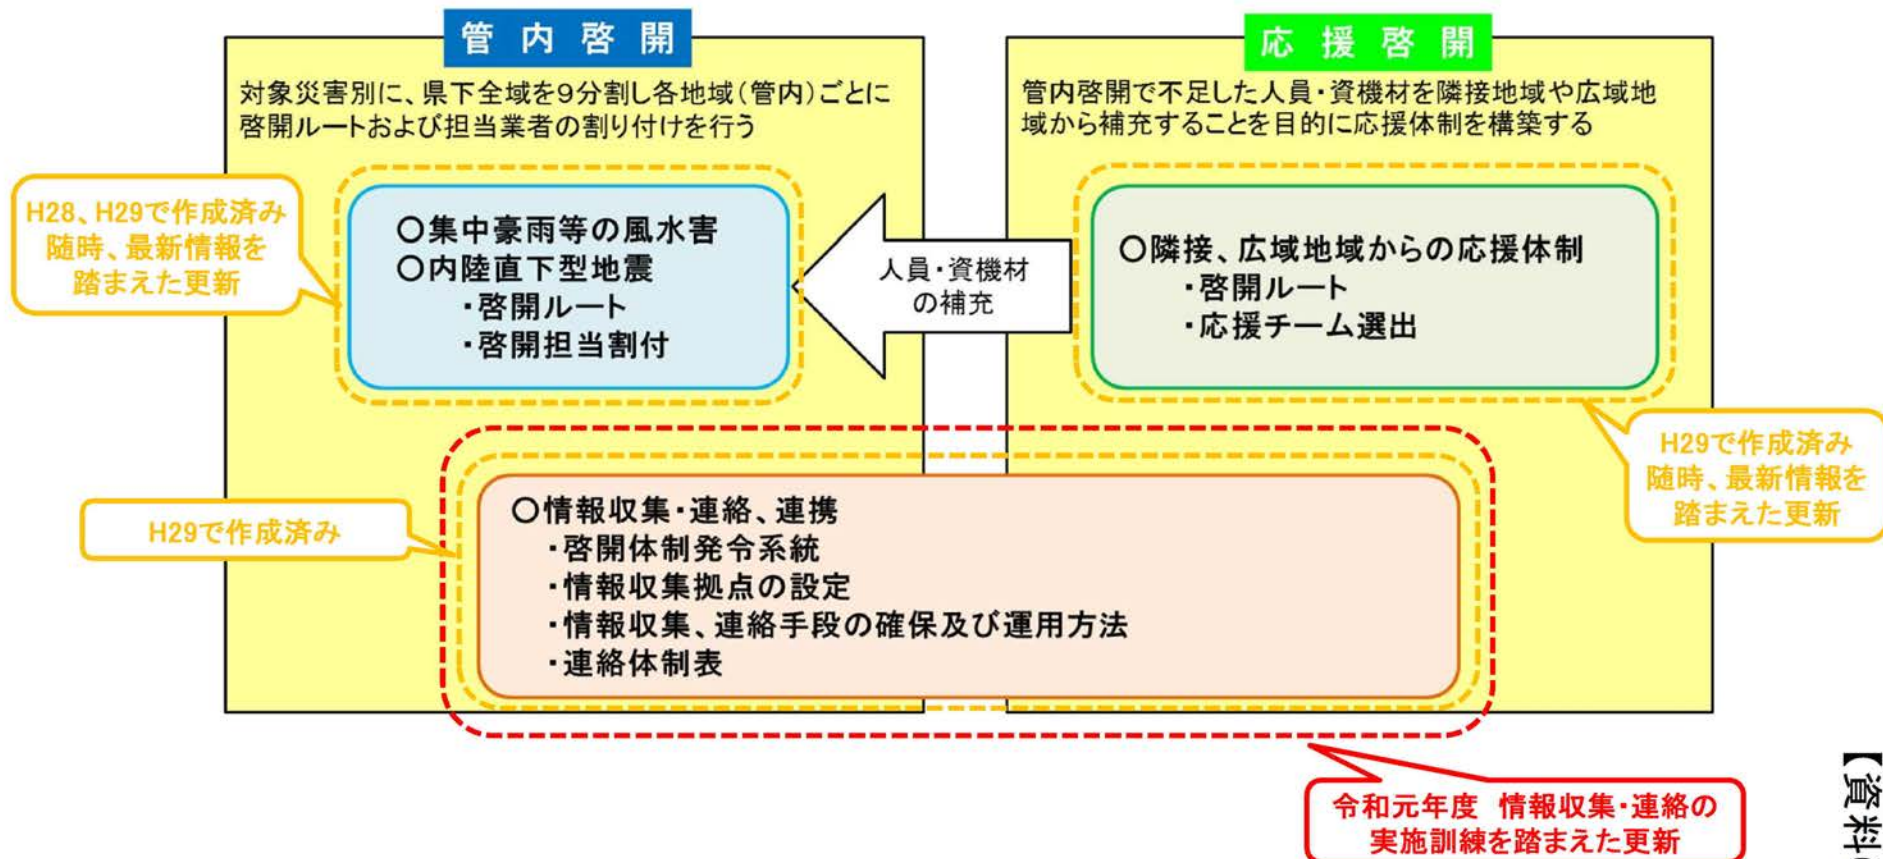 管内啓開
対象災害別に、県下全域を9分割し各地域(管内)ごとに
啓開ルートおよび担当業者の割り付けを行う
H28、H29で作成済み
随時、最新情報を
踏まえた更新
〇集中豪雨等の風水害
〇内陸直下型地震
・啓開ルート
・啓開担当割付
人員・資機材
の補充
応援啓開
管内啓開で不足した人員・資機材を隣接地域や広域地
域から補充することを目的に応援体制を構築する
〇隣接、広域地域からの応援体制
・啓開ルート
・応援チーム選出
H29で作成済み
随時、最新情報を
踏まえた更新
H29で作成済み
〇情報収集・連絡、連携
・啓開体制発令系統
・情報収集拠点の設定
・情報収集、連絡手段の確保及び運用方法
・連絡体制表
令和元年度 情報収集・連絡の
実施訓練を踏まえた更新
【資料